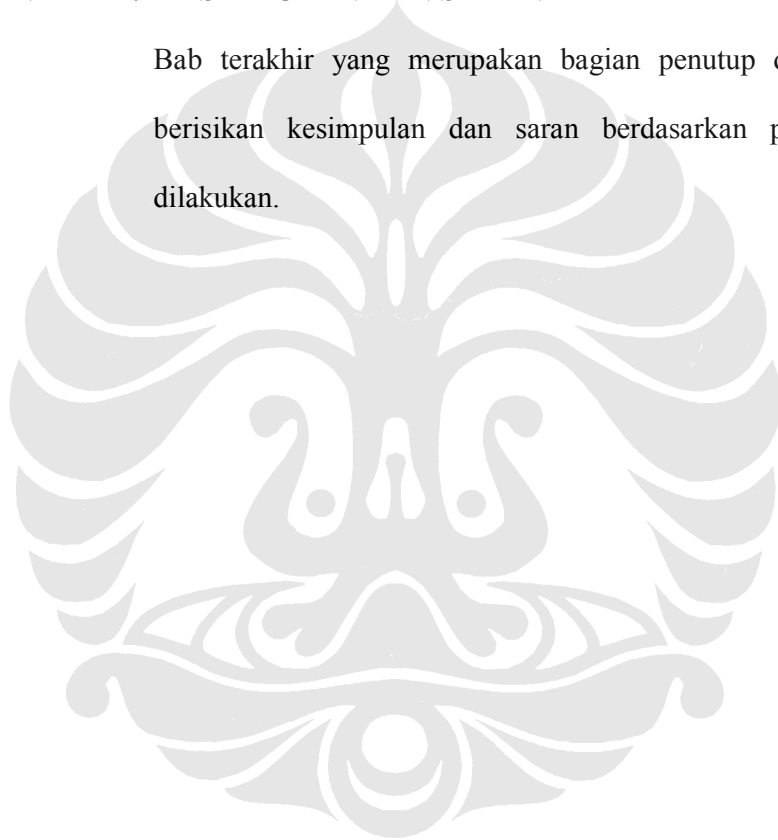 Bab terakhir yang merupakan bagian penutup
berisikan kesimpulan dan saran berdasarkan
dilakukan.